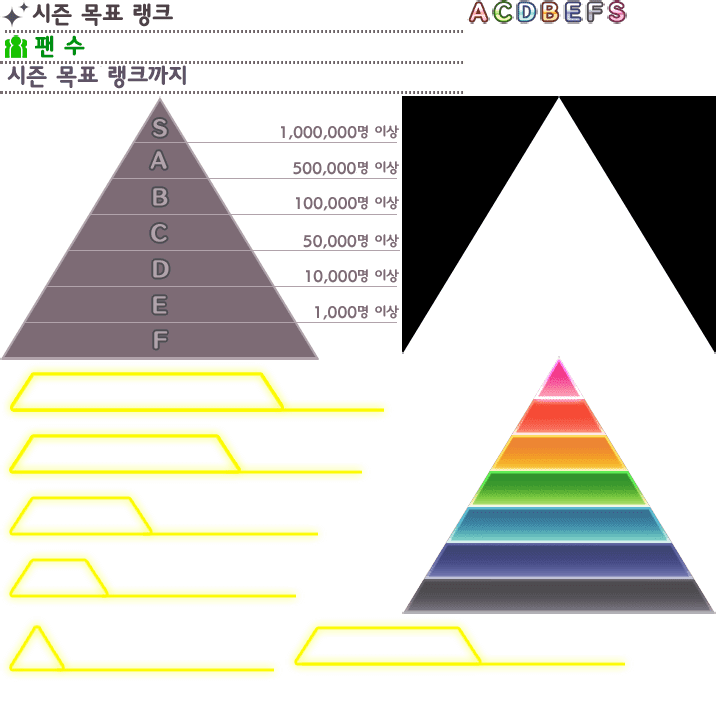 시즌 목표 랭크
ACDBEFS
팬 수
시즌 목표 랭크까지
S
1,000,000명 이상
A
500,000명 이상
B
100,000명 이상
C
50,000명 이상
D
10,000명 이상
E
1,000명 이상
F